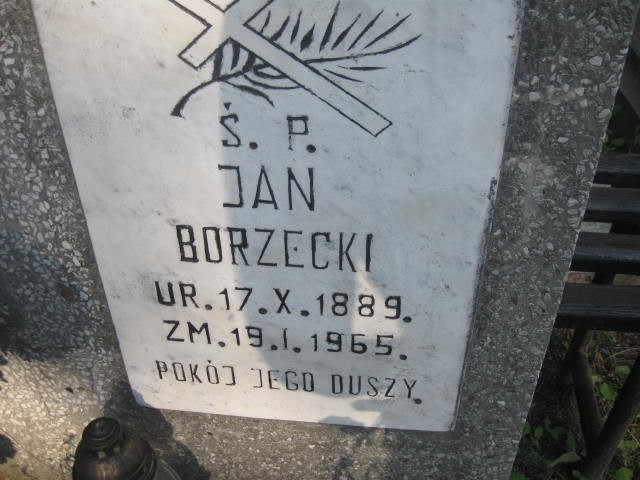 Ś. P.
JAN
BORZECKI
UR. 17. X. 1889.
ZM. 19. I. 1965.
POKÓJ JEGO DUSZY.